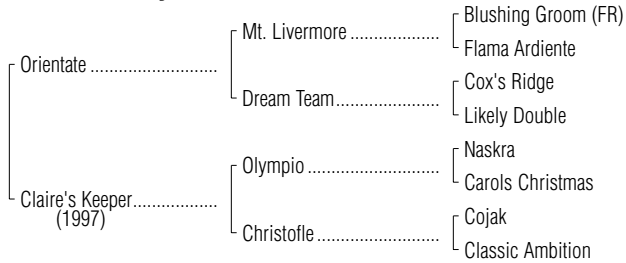 Blushing Groom (FR)
Mt. Livermore
Flama Ardiente
Orientate
Cox's Ridge
Dream Team
Likely Double
Naskra
Olympio
Carols Christmas
Claire's Keeper
(1997)
Cojak
Christofle
Classic Ambition